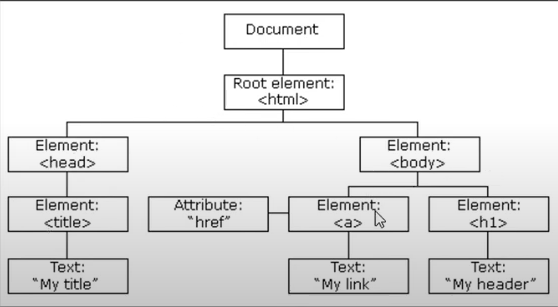 Document
Root element:
<html>
Element:
<head>
Element:
<body>
Element:
<title>
Attribute:
“href”
Element:
<a>
Element:
<h1>
Text:
“My title”
Text:
“My link”
Text:
“My header”